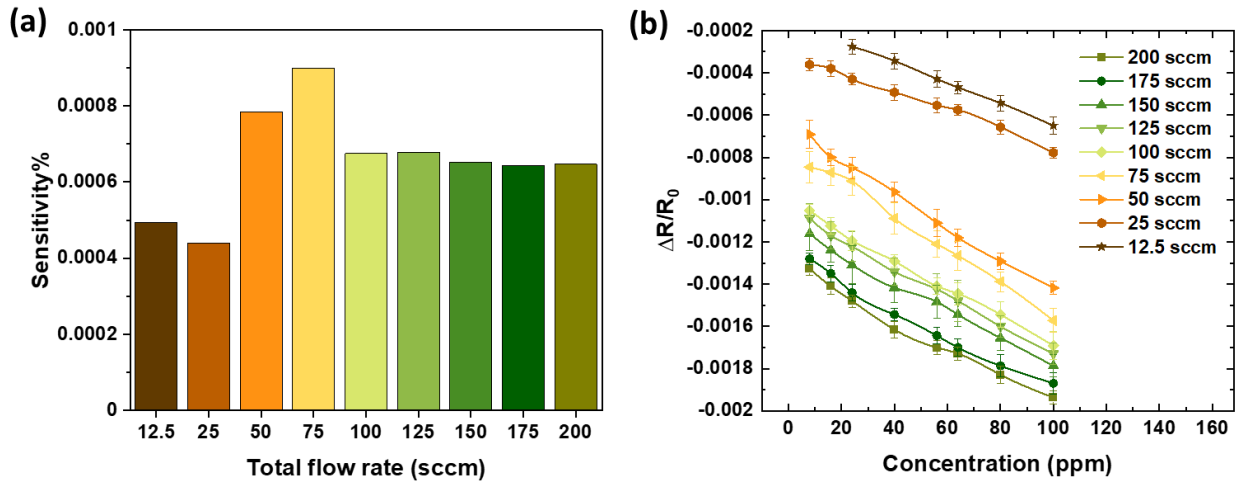 (a)
Sensitivity%
0.001
0.0008
0.0006
0.0004
0.0002
0
12.5 25 50 75 100 125 150 175 200
Total flow rate (sccm)
(b)
ΔR/R0
-0.0002
-0.0004
-0.0006
-0.0008
-0.001
-0.0012
-0.0014
-0.0016
-0.0018
-0.002
200 sccm
175 sccm
150 sccm
125 sccm
100 sccm
75 sccm
50 sccm
25 sccm
12.5 sccm
0 20 40 60 80 100 120 140 160
Concentration (ppm)